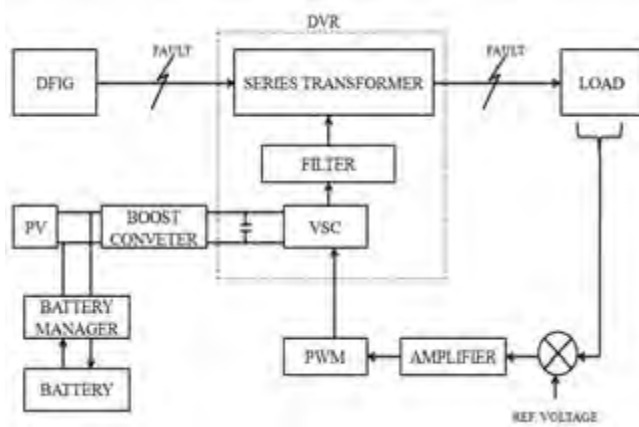 DVR
FAULT
FAULT
DFIG
SERIES TRANSFORMER
LOAD
FILTER
PV
BOOST
CONVETER
VSC
BATTERY
MANAGER
PWM
AMPLIFIER
BATTERY
REF. VOLTAGE